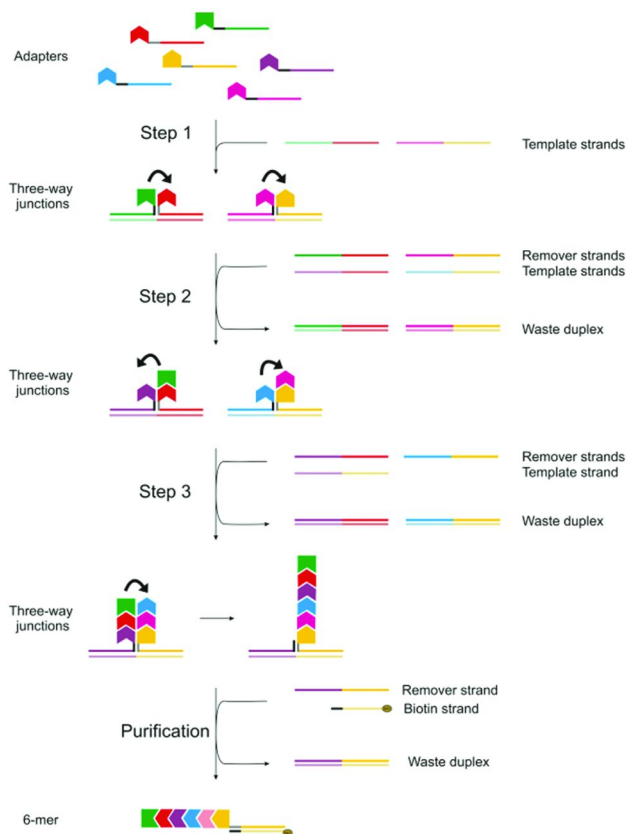 Adapters
Step 1
Template strands
Three-way
junctions
Remover strands
Template strands
Step 2
Waste duplex
Three-way
junctions
Remover strands
Template strand
Step 3
Waste duplex
Three-way
junctions
Remover strand
Biotin strand
Purification
Waste duplex
6-mer